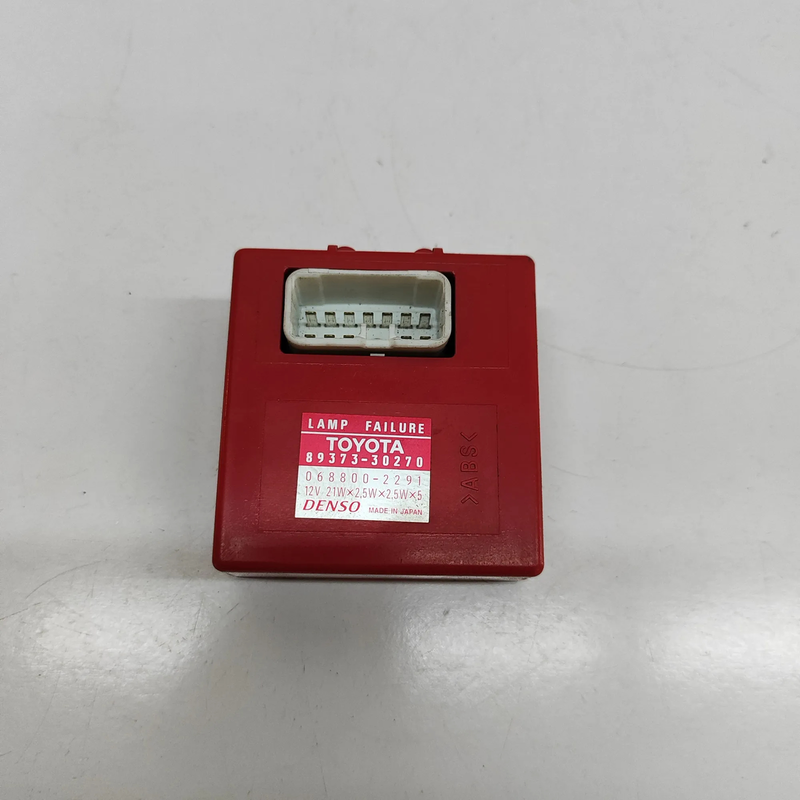 LAMP FAILURE
TOYOTA
89373-30270
068800-2291
12V 21W×2,5W×2,5W×5
DENSO MADE IN JAPAN
>ABS<